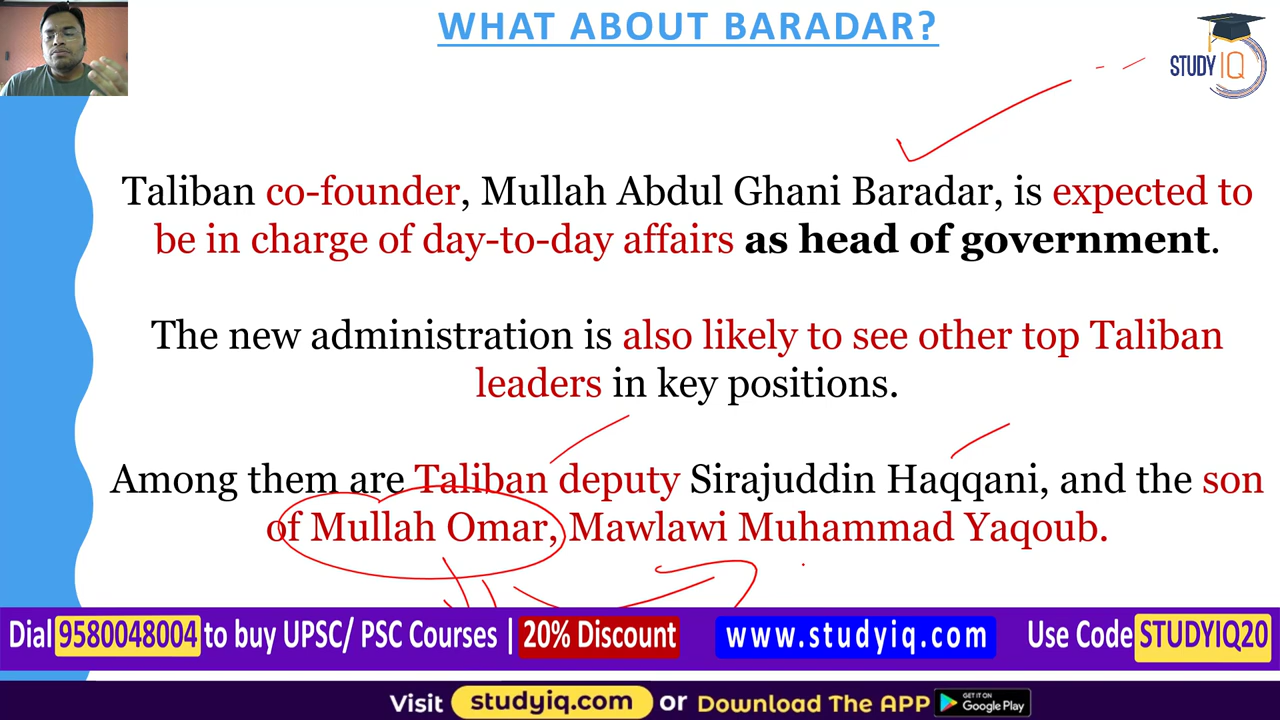 WHAT ABOUT BARADAR?
STUDY IQ
Taliban co-founder, Mullah Abdul Ghani Baradar, is expected to
be in charge of day-to-day affairs as head of government.
The new administration is also likely to see other top Taliban
leaders in key positions.
Among them are Taliban deputy Sirajuddin Haqqani, and the son
of Mullah Omar, Mawlawi Muhammad Yaqoub.
Dial 9580048004 to buy UPSC/ PSC Courses | 20% Discount www.studyiq.com Use Code STUDYIQ20
Visit studyiq.com or Download The APP GET IT ON Google Play